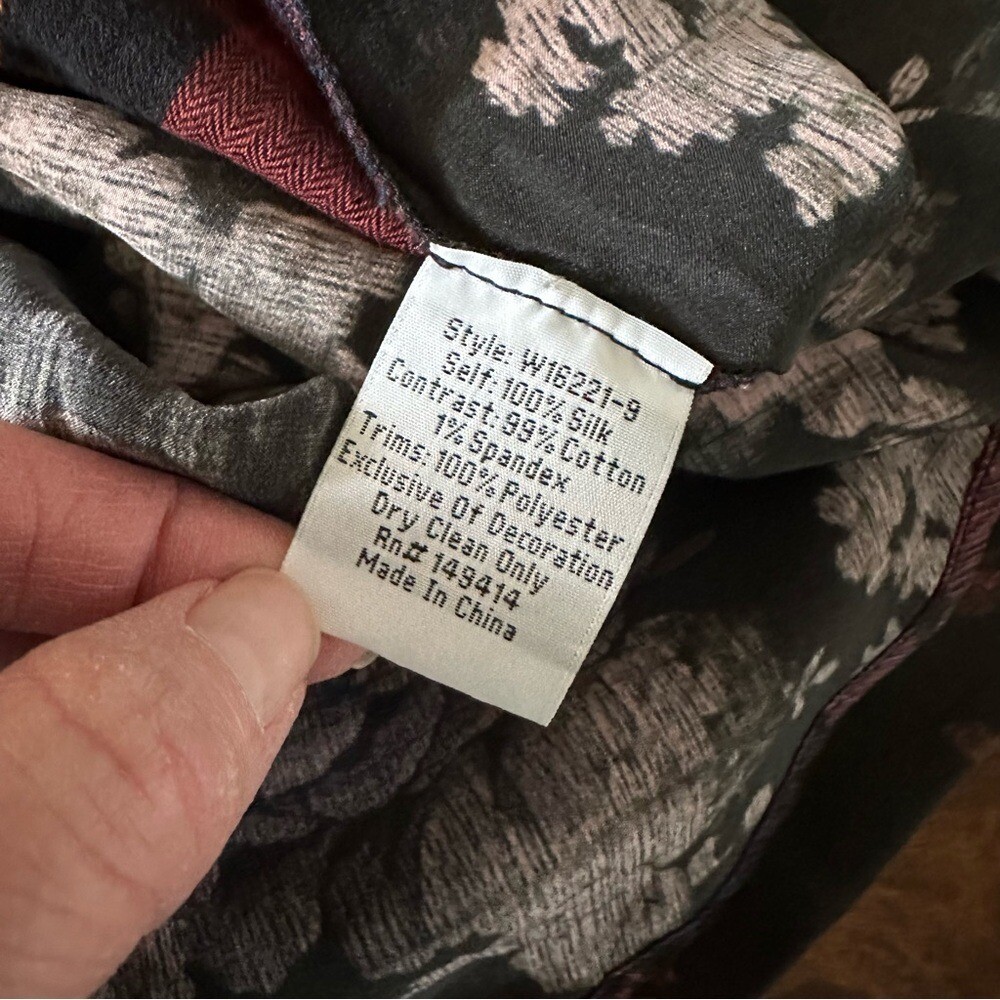 Style: W16221-9
Self: 100% Silk
Contrast: 99% Cotton
1% Spandex
Trims: 100% Polyester
Exclusive Of Decoration
Dry Clean Only
Rn# 149414
Made In China